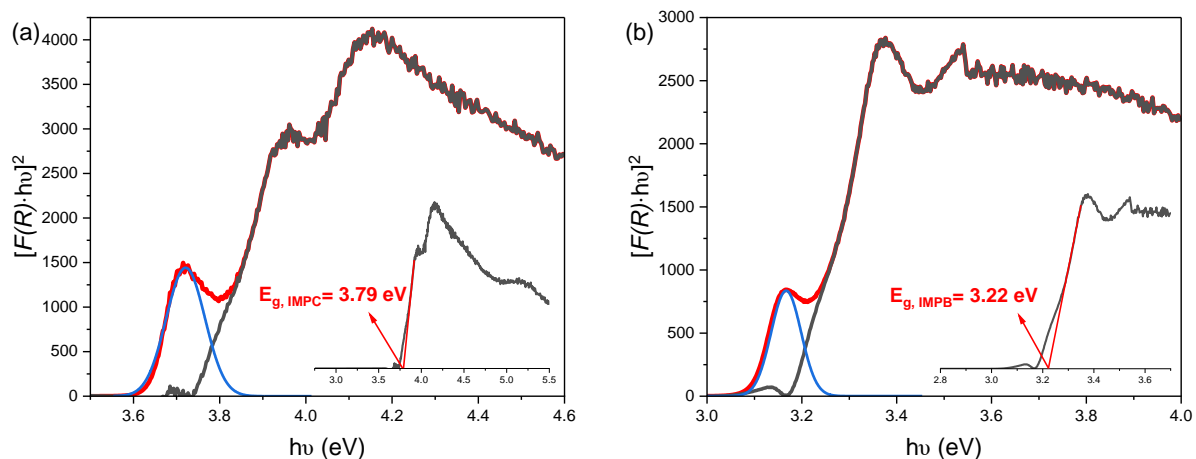 (a)
4000
3500
3000
2500
2000
1500
1000
500
0
[F(R)·hυ]²
E_g, IMPC= 3.79 eV
3.0 3.5 4.0 4.5 5.0 5.5
3.6 3.8 4.0 4.2 4.4 4.6
hυ (eV)
(b)
3000
2500
2000
1500
1000
500
0
[F(R)·hυ]²
E_g, IMPB= 3.22 eV
2.8 3.0 3.2 3.4 3.6
3.0 3.2 3.4 3.6 3.8 4.0
hυ (eV)